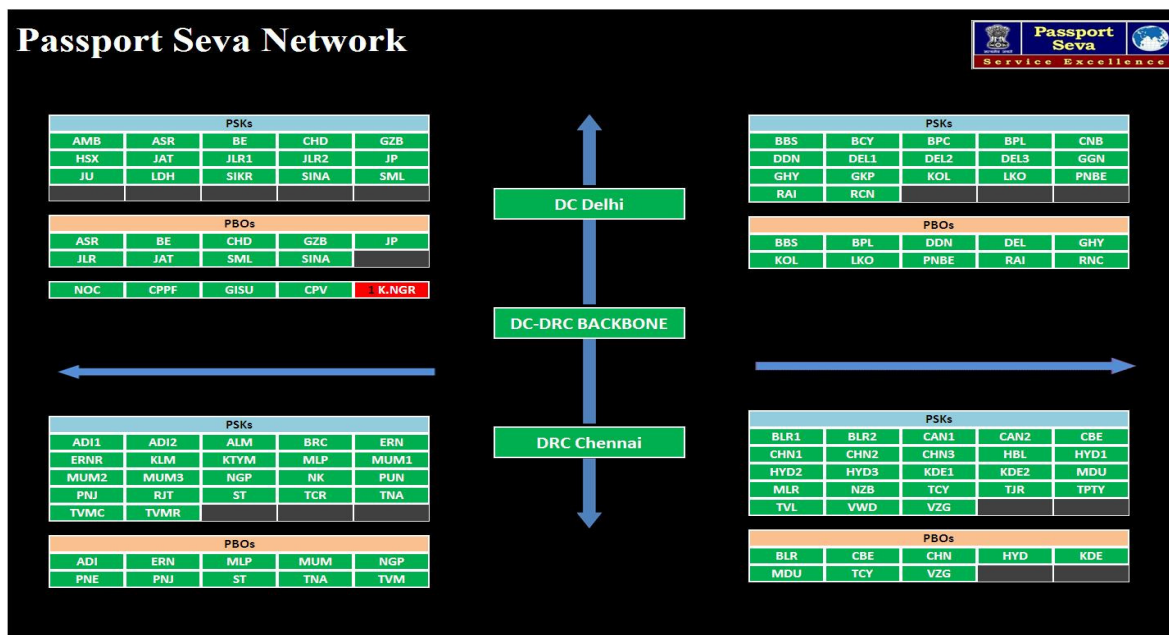 Passport Seva Network
Passport
Seva
Service Excellence
PSKs
AMB ASR BE CHD GZB
HSX JAT JLR1 JLR2 JP
JU LDH SIKR SINA SML
PBOs
ASR BE CHD GZB JP
JLR JAT SML SINA
NOC CPPF GISU CPV 1 K.NGR
PSKs
BBS BCY BPC BPL CNB
DDN DEL1 DEL2 DEL3 GGN
GHY GKP KOL LKO PNBE
RAI RCN
PBOs
BBS BPL DDN DEL GHY
KOL LKO PNBE RAI RNC
DC Delhi
DC-DRC BACKBONE
DRC Chennai
PSKs
ADI1 ADI2 ALM BRC ERN
ERNR KLM KTYM MLP MUM1
MUM2 MUM3 NGP NK PUN
PNJ RJT ST TCR TNA
TVMC TVMR
PBOs
ADI ERN MLP MUM NGP
PNE PNJ ST TNA TVM
PSKs
BLR1 BLR2 CAN1 CAN2 CBE
CHN1 CHN2 CHN3 HBL HYD1
HYD2 HYD3 KDE1 KDE2 MDU
MLR NZB TCY TJR TPTY
TVL VWD VZG
PBOs
BLR CBE CHN HYD KDE
MDU TCY VZG